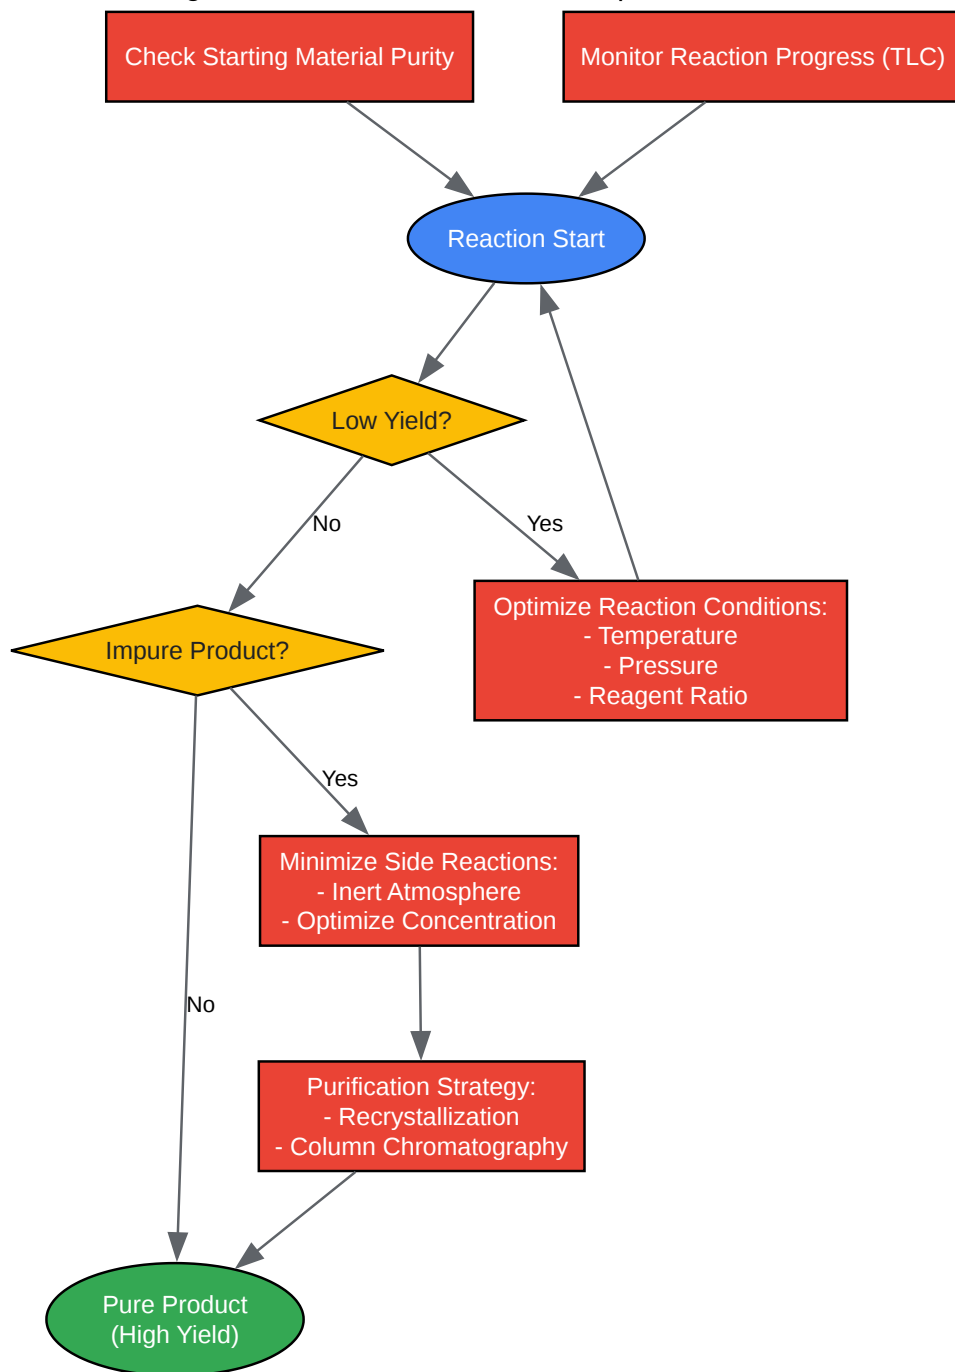 Check Starting Material Purity
Monitor Reaction Progress (TLC)
Reaction Start
Low Yield?
No
Yes
Optimize Reaction Conditions:
- Temperature
- Pressure
- Reagent Ratio
Impure Product?
Yes
Minimize Side Reactions:
- Inert Atmosphere
- Optimize Concentration
No
Purification Strategy:
- Recrystallization
- Column Chromatography
Pure Product
(High Yield)